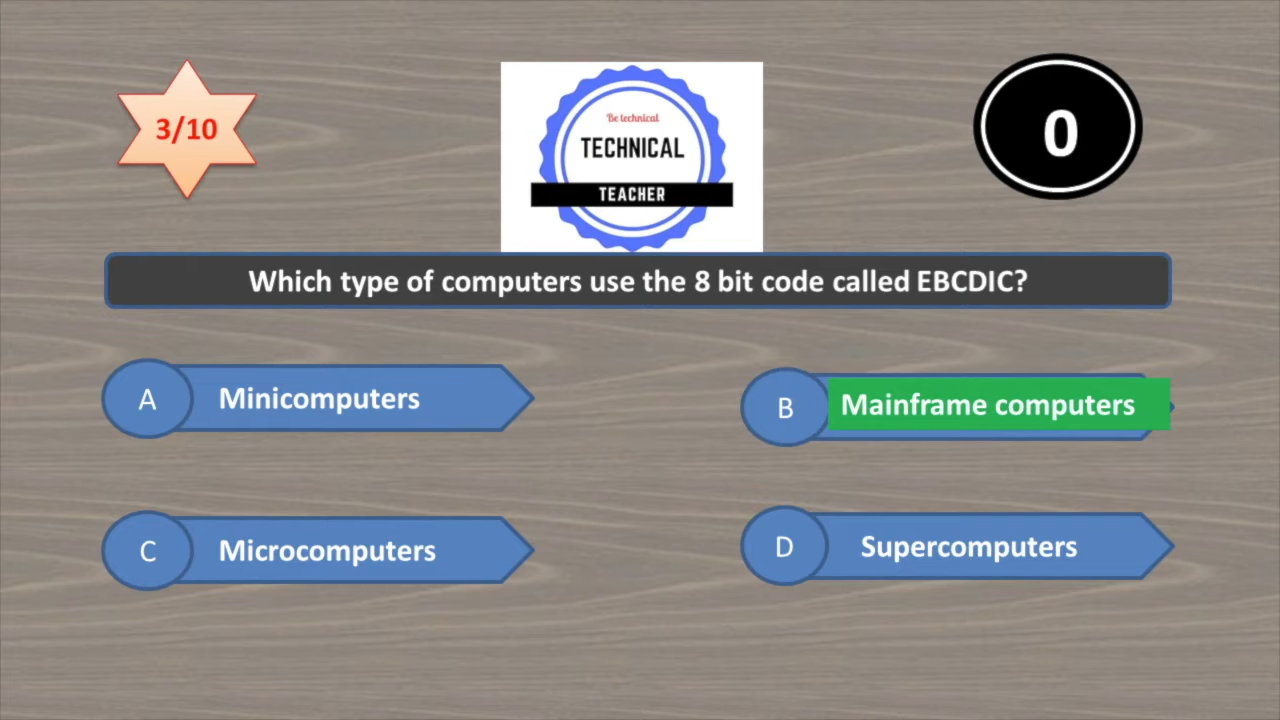 3/10
Be technical
TECHNICAL
TEACHER
0
Which type of computers use the 8 bit code called EBCDIC?
A Minicomputers
B Mainframe computers
C Microcomputers
D Supercomputers